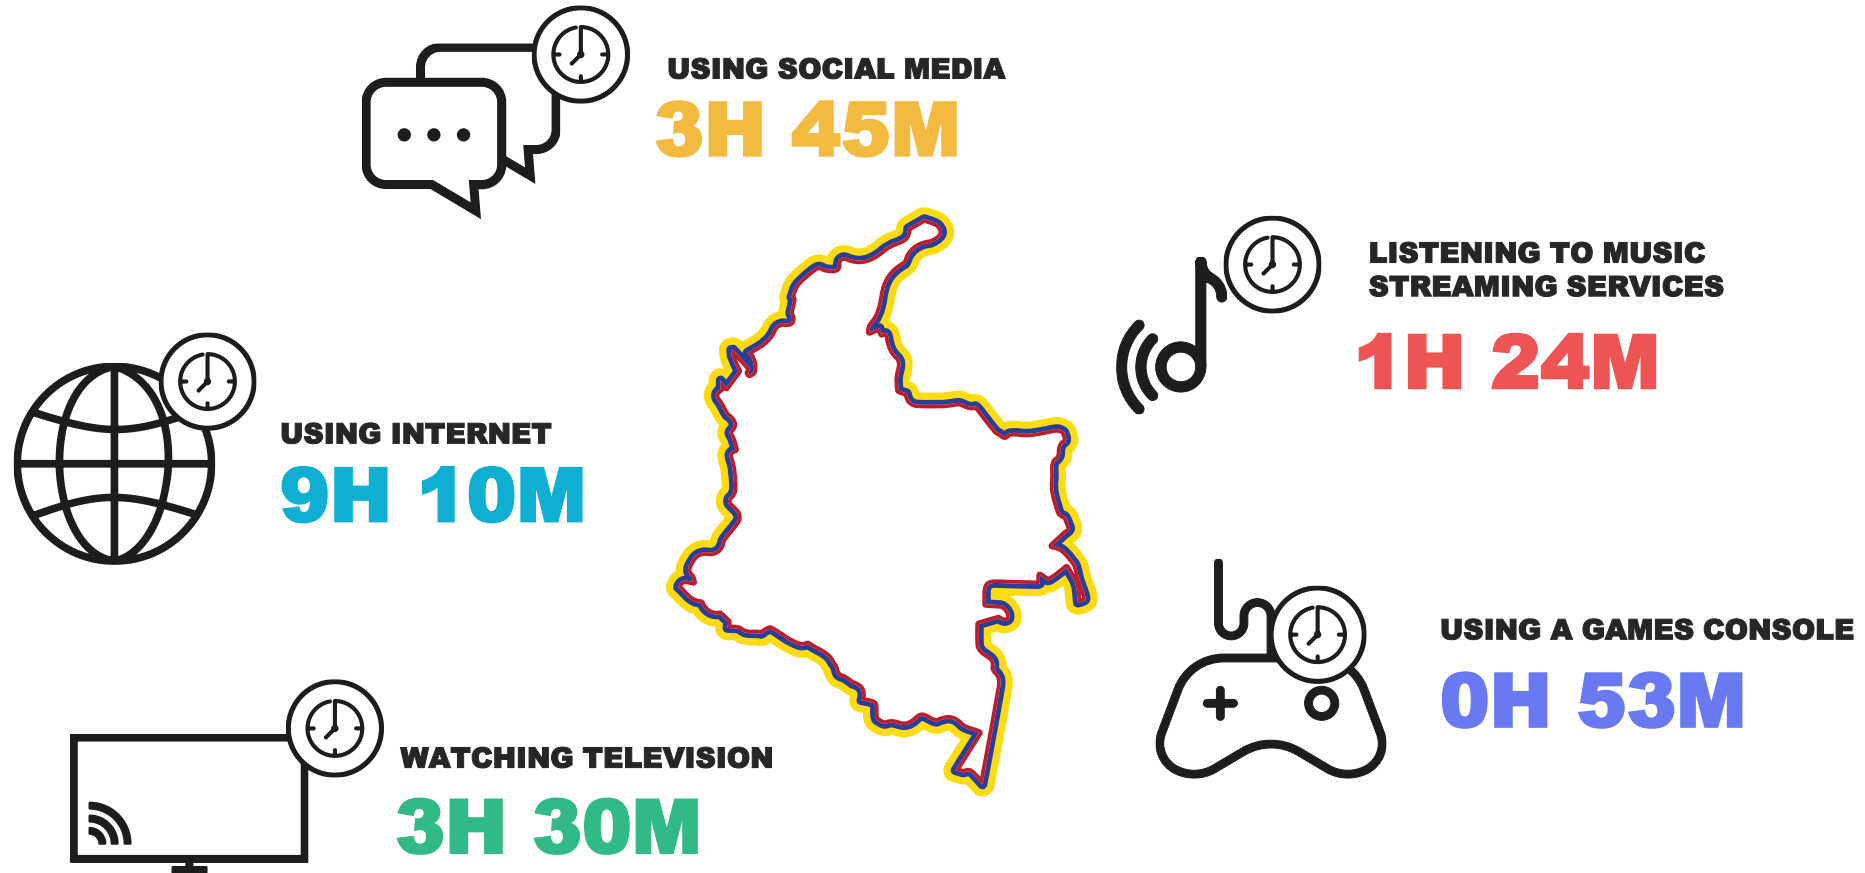 USING SOCIAL MEDIA
3H 45M
LISTENING TO MUSIC
STREAMING SERVICES
1H 24M
USING INTERNET
9H 10M
USING A GAMES CONSOLE
0H 53M
WATCHING TELEVISION
3H 30M